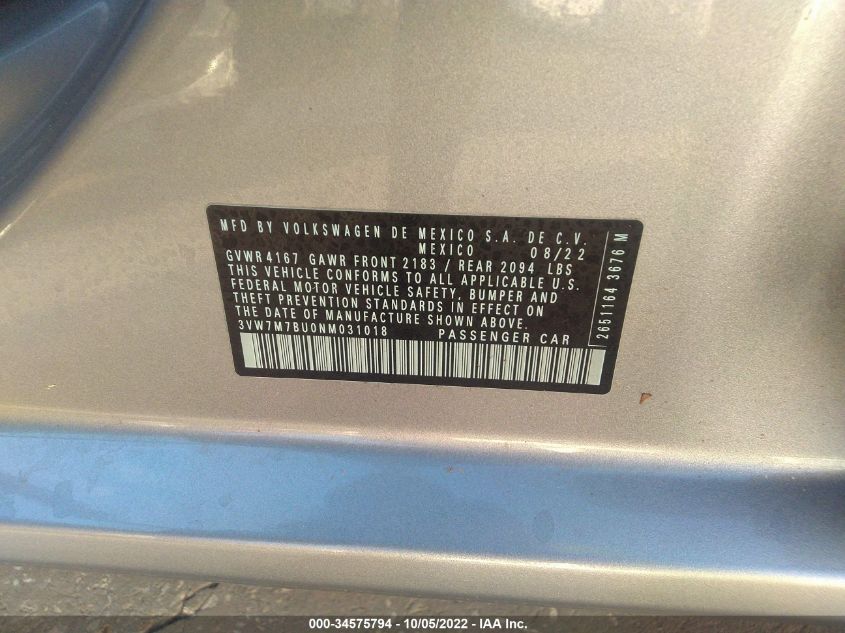 MFD BY VOLKSWAGEN DE MEXICO S.A. DE C.V.
MEXICO 08/22
GVWR 4167 GAWR FRONT 2183 / REAR 2094 LBS
THIS VEHICLE CONFORMS TO ALL APPLICABLE U.S.
FEDERAL MOTOR VEHICLE SAFETY, BUMPER AND
THEFT PREVENTION STANDARDS IN EFFECT ON
THE DATE OF MANUFACTURE SHOWN ABOVE.
3VW7M7BU0NM031018 PASSENGER CAR
2651164 3676 M
000-34575794 - 10/05/2022 - IAA Inc.